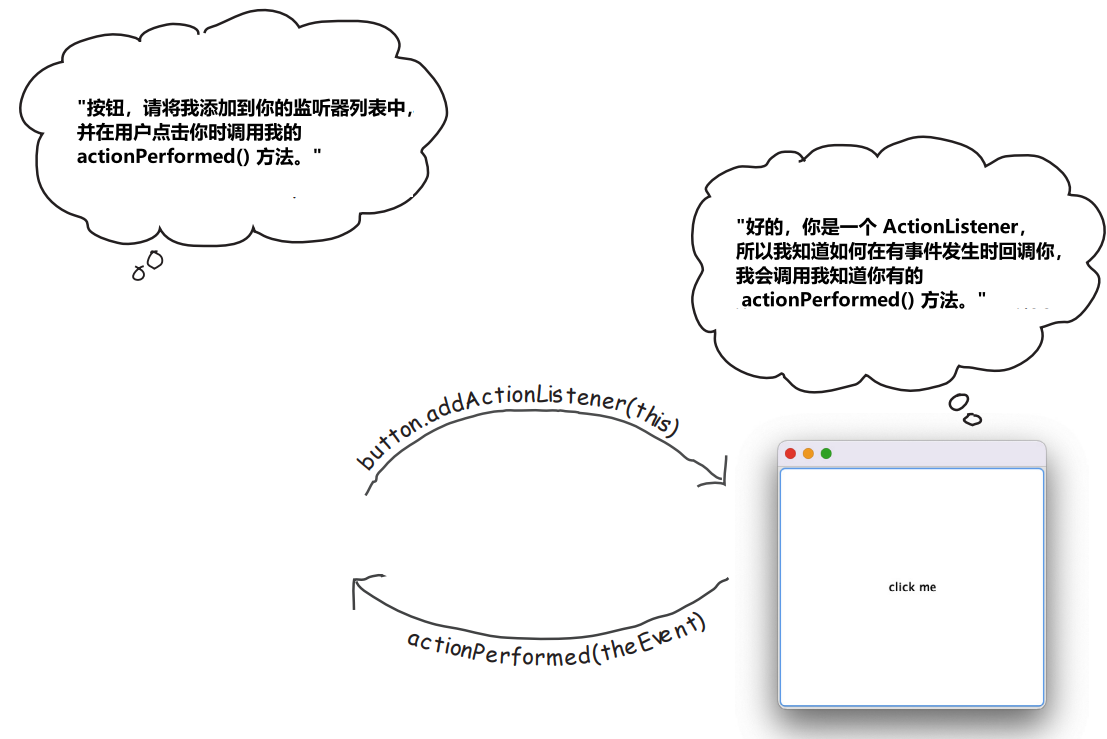 "按钮，请将我添加到你的监听器列表中，
并在用户点击你时调用我的
actionPerformed() 方法。"
"好的，你是一个 ActionListener，
所以我知道如何在有事件发生时回调你，
我会调用我知道你有的
actionPerformed() 方法。"
button.addActionListener(this)
click me
actionPerformed(theEvent)